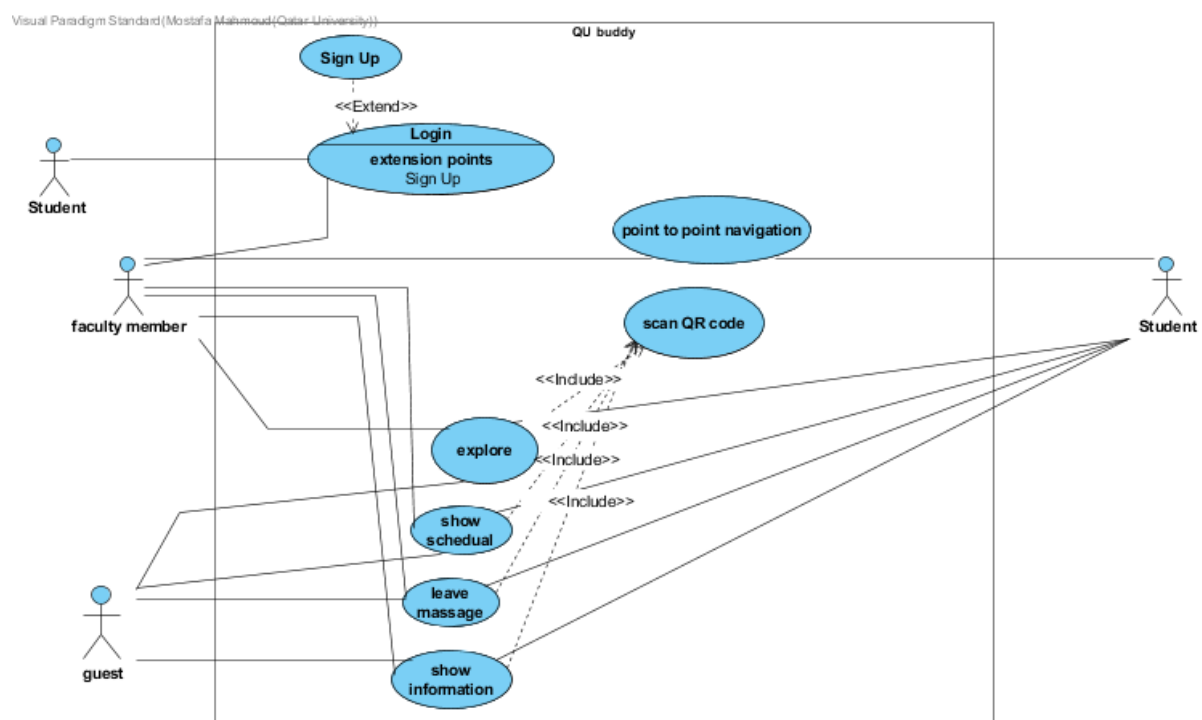 Visual Paradigm Standard(Mostafa Mahmoud(Qatar University))
QU buddy
Sign Up
<<Extend>>
Login
extension points
Sign Up
Student
point to point navigation
faculty member
scan QR code
Student
<<Include>>
<<Include>>
explore
<<Include>>
<<Include>>
show
schedual
leave
massage
guest
show
information